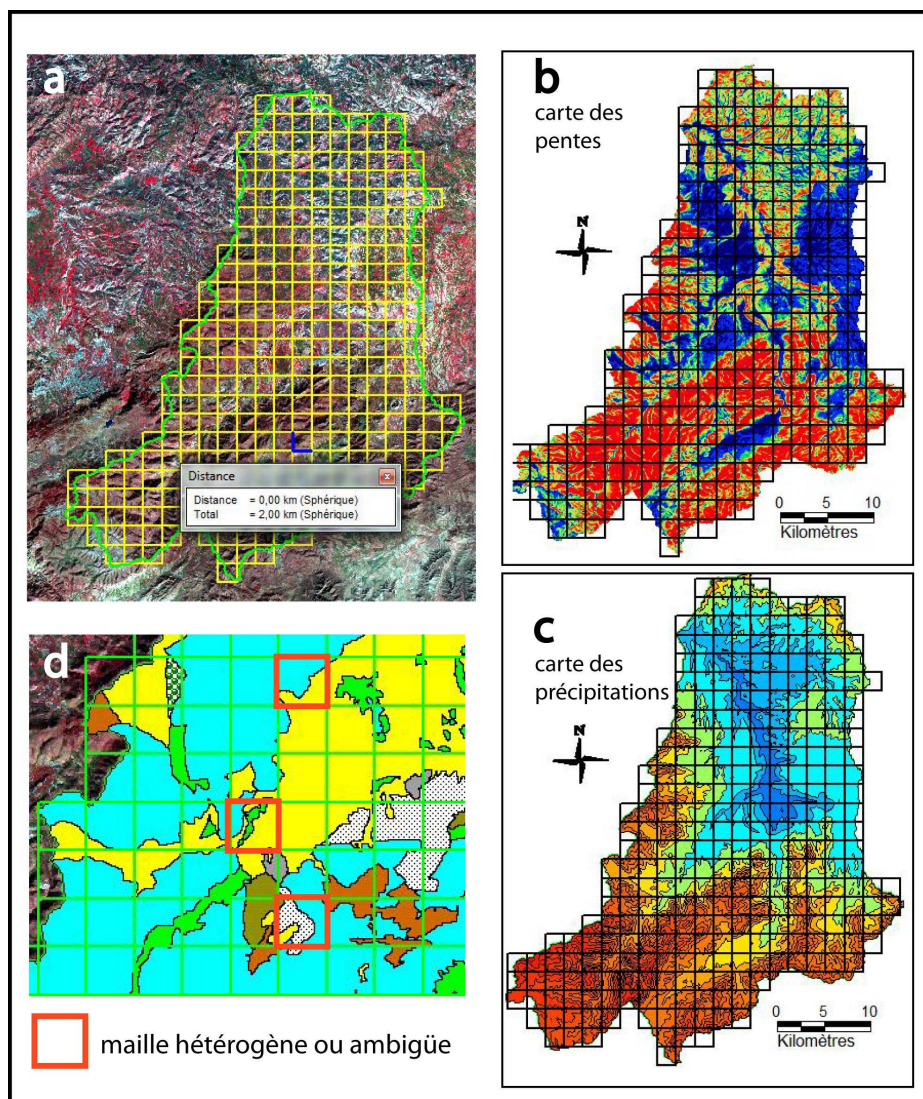 a
Distance
Distance = 0,00 km (Sphérique)
Total = 2,00 km (Sphérique)
b
carte des
pentes
N
0 5 10
Kilomètres
d
c
carte des
précipitations
N
0 5 10
Kilomètres
maille hétérogène ou ambigüe